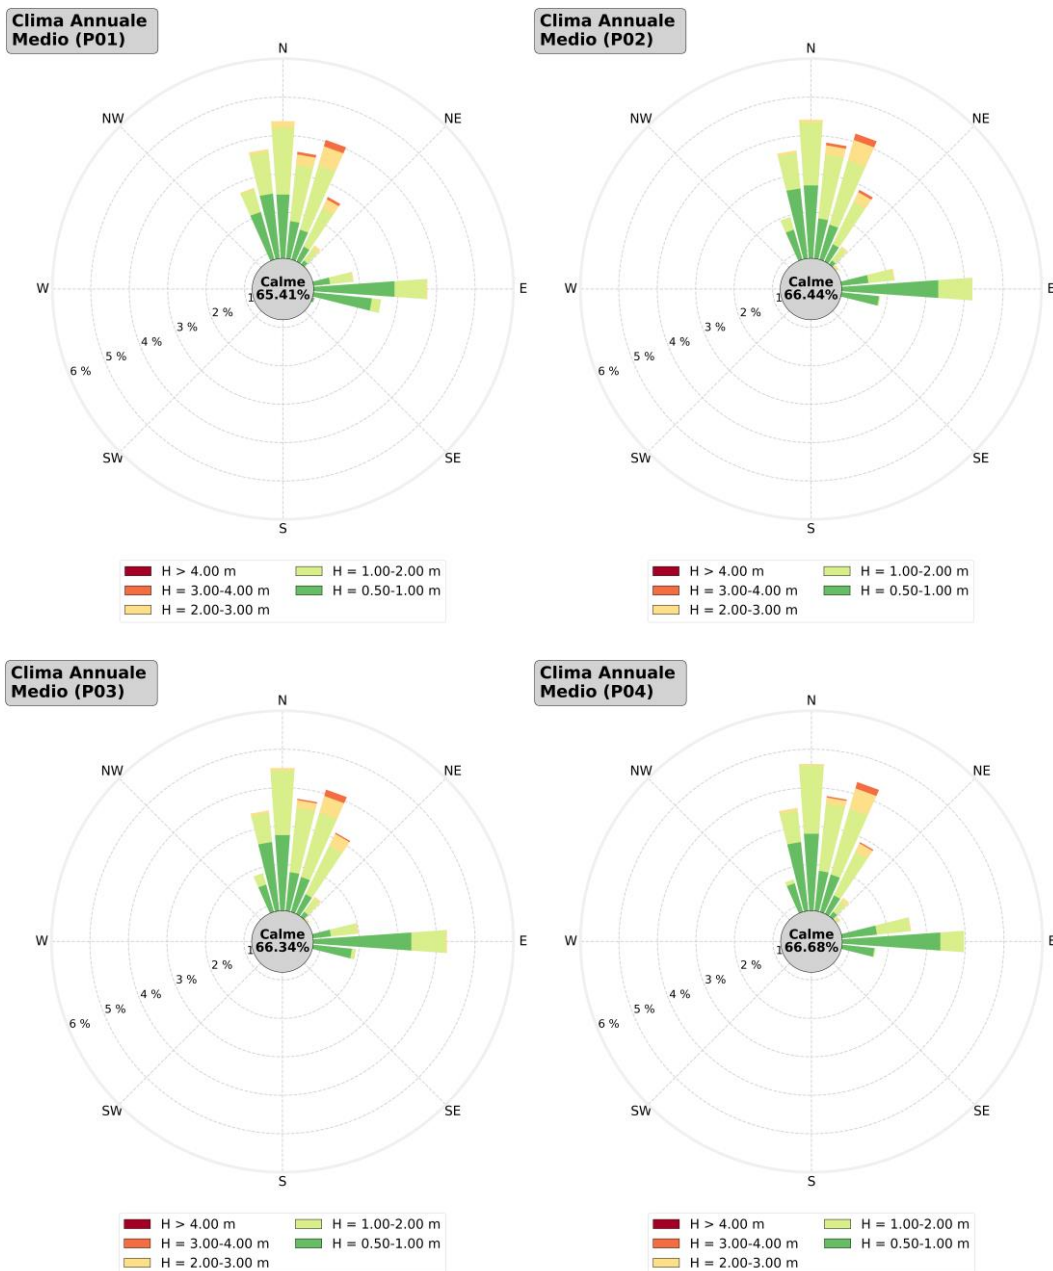 Clima Annuale
Medio (P01)
N
NW
NE
W
E
Calme
65.41%
1
2 %
3 %
4 %
5 %
6 %
SW
SE
S
H > 4.00 m
H = 3.00-4.00 m
H = 2.00-3.00 m
H = 1.00-2.00 m
H = 0.50-1.00 m
Clima Annuale
Medio (P02)
N
NW
NE
W
E
Calme
66.44%
1
2 %
3 %
4 %
5 %
6 %
SW
SE
S
H > 4.00 m
H = 3.00-4.00 m
H = 2.00-3.00 m
H = 1.00-2.00 m
H = 0.50-1.00 m
Clima Annuale
Medio (P03)
N
NW
NE
W
E
Calme
66.34%
1
2 %
3 %
4 %
5 %
6 %
SW
SE
S
H > 4.00 m
H = 3.00-4.00 m
H = 2.00-3.00 m
H = 1.00-2.00 m
H = 0.50-1.00 m
Clima Annuale
Medio (P04)
N
NW
NE
W
E
Calme
66.68%
1
2 %
3 %
4 %
5 %
6 %
SW
SE
S
H > 4.00 m
H = 3.00-4.00 m
H = 2.00-3.00 m
H = 1.00-2.00 m
H = 0.50-1.00 m